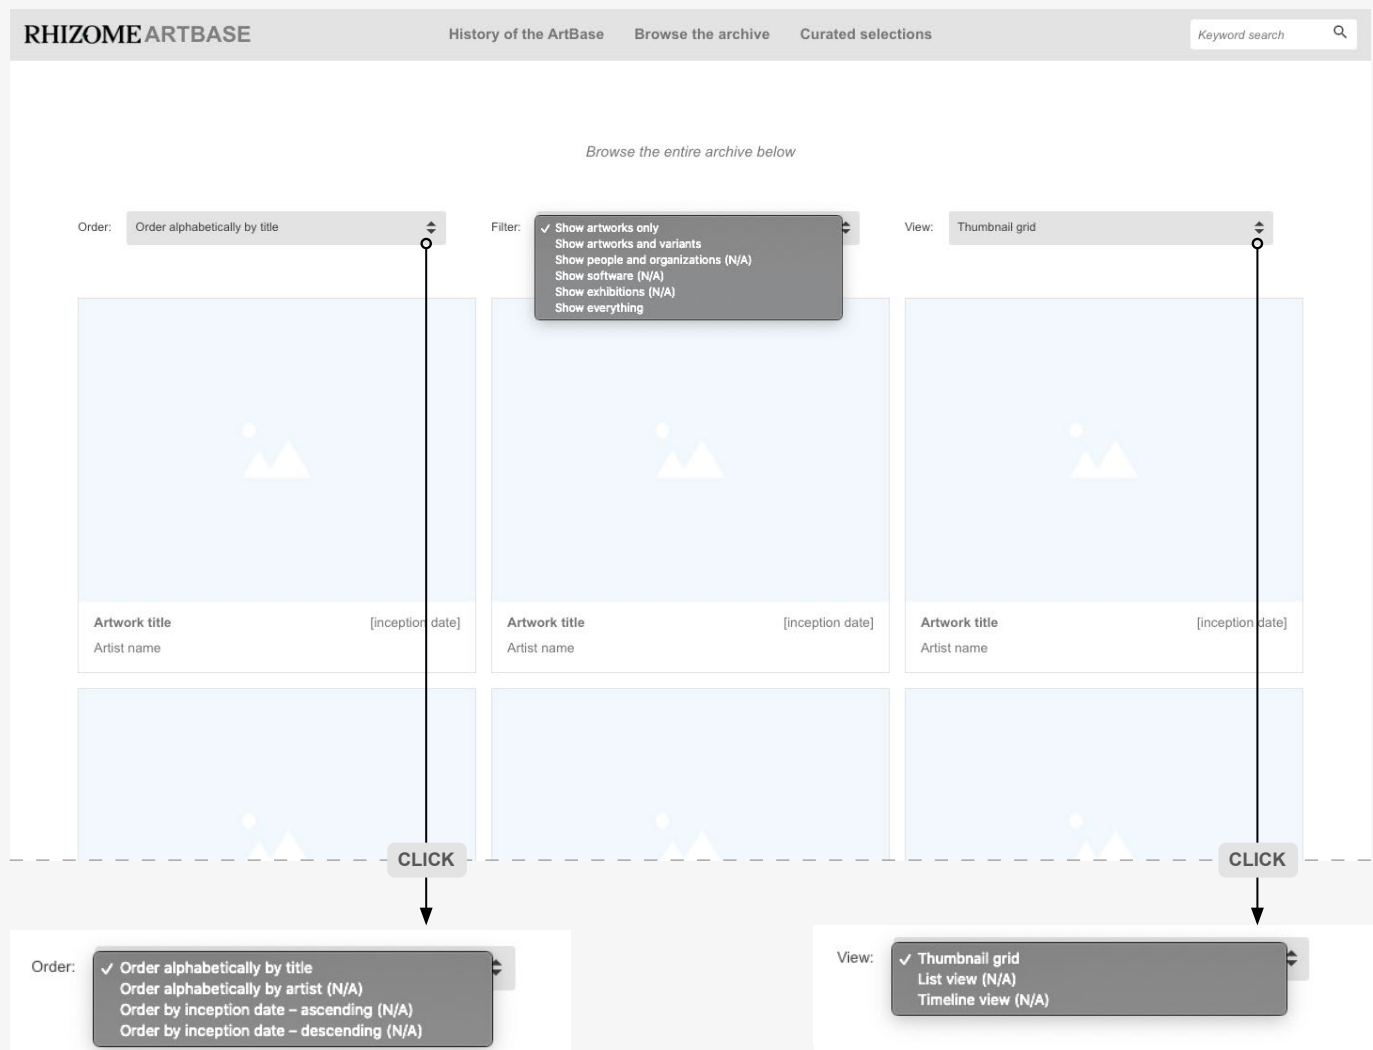 RHIZOME ARTBASE
History of the ArtBase
Browse the archive
Curated selections
Keyword search
Browse the entire archive below
Order:
Order alphabetically by title
Filter:
✓ Show artworks only
Show artworks and variants
Show people and organizations (N/A)
Show software (N/A)
Show exhibitions (N/A)
Show everything
View:
Thumbnail grid
Artwork title
[inception date]
Artist name
Artwork title
[inception date]
Artist name
Artwork title
[inception date]
Artist name
CLICK
CLICK
Order:
✓ Order alphabetically by title
Order alphabetically by artist (N/A)
Order by inception date – ascending (N/A)
Order by inception date – descending (N/A)
View:
✓ Thumbnail grid
List view (N/A)
Timeline view (N/A)